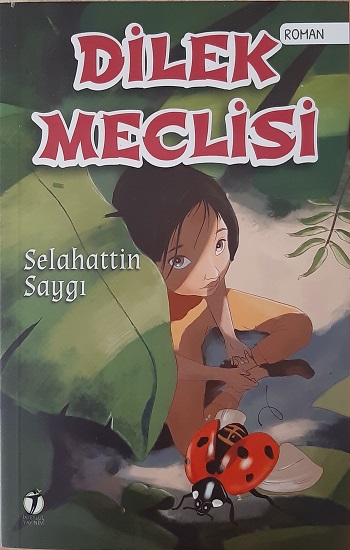 DİLEK
ROMAN
MECLİSİ
Selahattin
Saygı